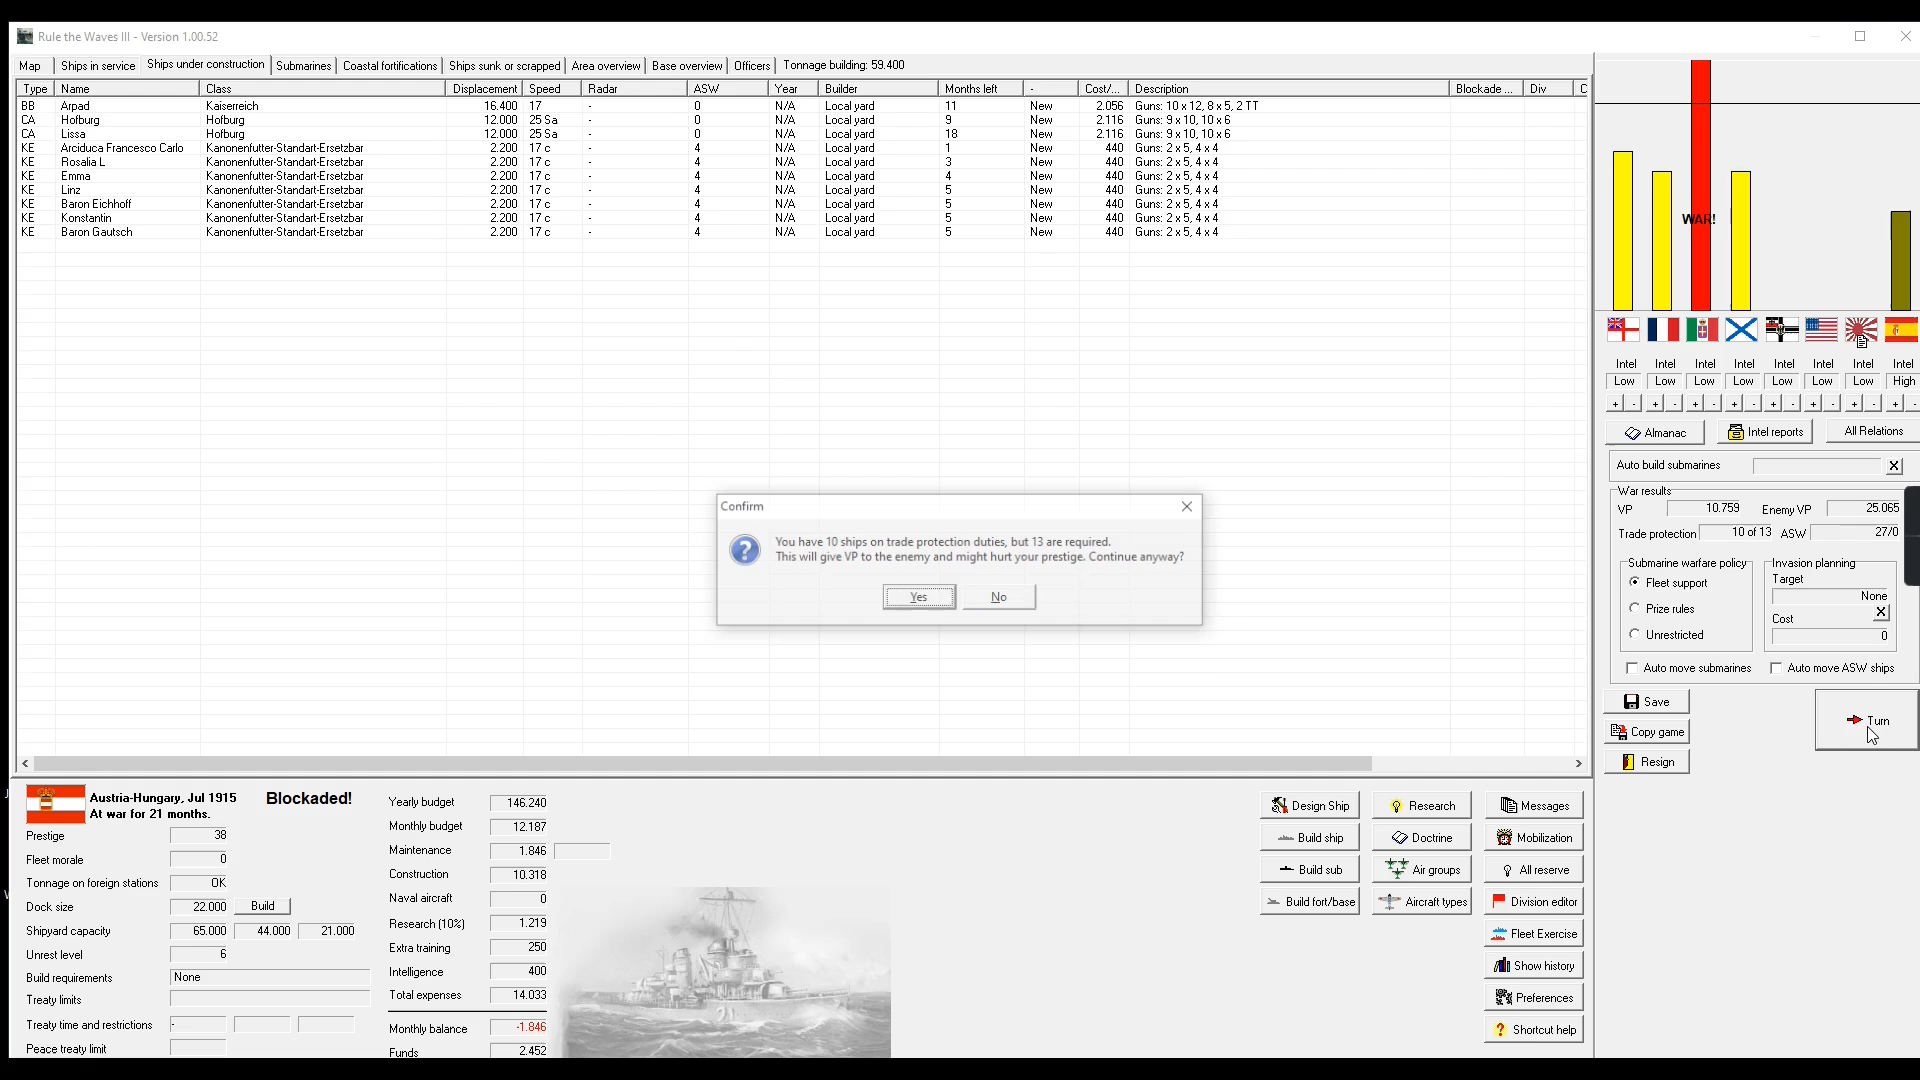 Rule the Waves III - Version 1.00.52
Map Ships in service Ships under construction Submarines Coastal fortifications Ships sunk or scrapped Area overview Base overview Officers Tonnage building: 59.400
Type Name Class Displacement Speed Radar ASW Year Builder Months left - Cost/... Description Blockade ... Div C
BB Arpad Kaiserreich 16.400 17 - 0 N/A Local yard 11 New 2.056 Guns: 10 x 12, 8 x 5, 2 TT
CA Hofburg Hofburg 12.000 25 Sa - 0 N/A Local yard 9 New 2.116 Guns: 9 x 10, 10 x 6
CA Lissa Hofburg 12.000 25 Sa - 0 N/A Local yard 18 New 2.116 Guns: 9 x 10, 10 x 6
KE Arciduca Francesco Carlo Kanonenfutter-Standart-Ersetzbar 2.200 17 c - 4 N/A Local yard 1 New 440 Guns: 2 x 5, 4 x 4
KE Rosalia L Kanonenfutter-Standart-Ersetzbar 2.200 17 c - 4 N/A Local yard 3 New 440 Guns: 2 x 5, 4 x 4
KE Emma Kanonenfutter-Standart-Ersetzbar 2.200 17 c - 4 N/A Local yard 4 New 440 Guns: 2 x 5, 4 x 4
KE Linz Kanonenfutter-Standart-Ersetzbar 2.200 17 c - 4 N/A Local yard 5 New 440 Guns: 2 x 5, 4 x 4
KE Baron Eichhoff Kanonenfutter-Standart-Ersetzbar 2.200 17 c - 4 N/A Local yard 5 New 440 Guns: 2 x 5, 4 x 4
KE Konstantin Kanonenfutter-Standart-Ersetzbar 2.200 17 c - 4 N/A Local yard 5 New 440 Guns: 2 x 5, 4 x 4
KE Baron Gautsch Kanonenfutter-Standart-Ersetzbar 2.200 17 c - 4 N/A Local yard 5 New 440 Guns: 2 x 5, 4 x 4
WAR!
Intel Intel Intel Intel Intel Intel Intel Intel
Low Low Low Low Low Low Low High
+ - + - + - + - + - + - + - + -
Almanac Intel reports All Relations
Auto build submarines X
War results
VP 10.759 Enemy VP 25.065
Trade protection 10 of 13 ASW 27/0
Submarine warfare policy
Fleet support
Prize rules
Unrestricted
Invasion planning
Target
None
Cost X
0
Auto move submarines Auto move ASW ships
Save
Copy game
Resign
Turn
Confirm
You have 10 ships on trade protection duties, but 13 are required.
This will give VP to the enemy and might hurt your prestige. Continue anyway?
Yes No
Austria-Hungary, Jul 1915
At war for 21 months.
Blockaded!
Prestige 38
Fleet morale 0
Tonnage on foreign stations OK
Dock size 22.000 Build
Shipyard capacity 65.000 44.000 21.000
Unrest level 6
Build requirements None
Treaty limits
Treaty time and restrictions -
Peace treaty limit
Yearly budget 146.240
Monthly budget 12.187
Maintenance 1.846
Construction 10.318
Naval aircraft 0
Research (10%) 1.219
Extra training 250
Intelligence 400
Total expenses 14.033
Monthly balance -1.846
Funds 2.452
21
Design Ship Research Messages
Build ship Doctrine Mobilization
Build sub Air groups All reserve
Build fort/base Aircraft types Division editor
Fleet Exercise
Show history
Preferences
Shortcut help